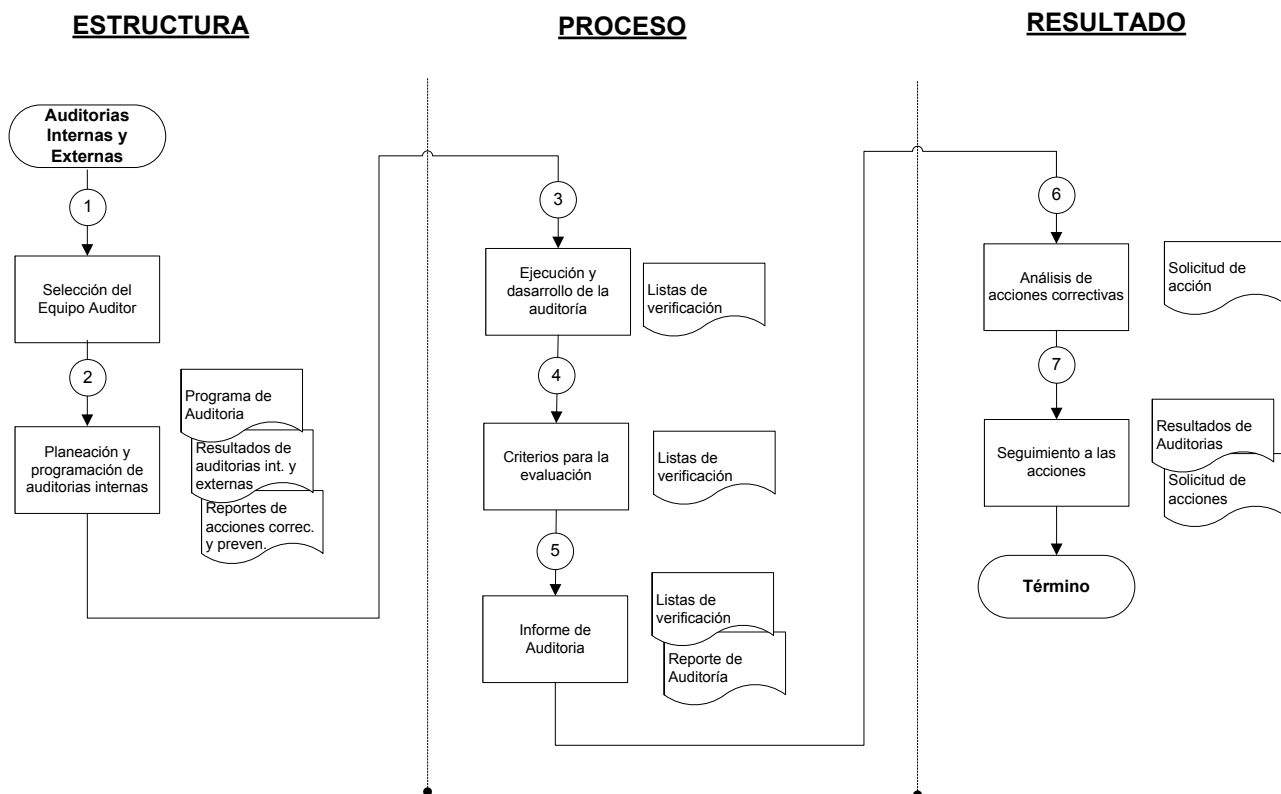 ESTRUCTURA
PROCESO
RESULTADO
Auditorias
Internas y
Externas
1
Selección del
Equipo Auditor
2
Planeación y
programación de
auditorias internas
Programa de
Auditoria
Resultados de
auditorias int. y
externas
Reportes de
acciones correc.
y preven.
3
Ejecución y
dasarrollo de la
auditoría
Listas de
verificación
4
Criterios para la
evaluación
Listas de
verificación
5
Informe de
Auditoria
Listas de
verificación
Reporte de
Auditoría
6
Análisis de
acciones correctivas
Solicitud de
acción
7
Seguimiento a las
acciones
Resultados de
Auditorias
Solicitud de
acciones
Término